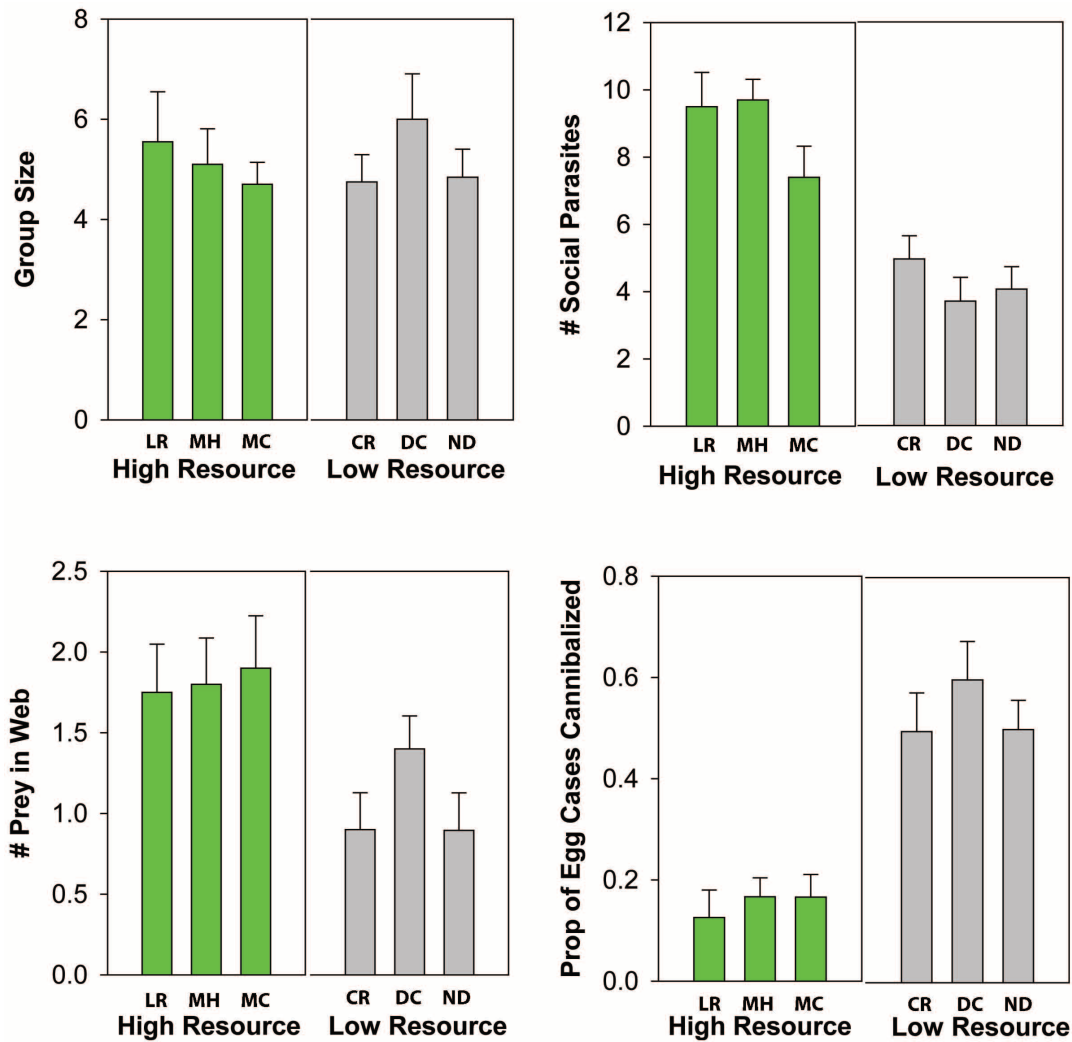 Group Size
8
6
4
2
0
LR MH MC
CR DC ND
High Resource
Low Resource
# Social Parasites
12
10
8
6
4
2
0
LR MH MC
CR DC ND
High Resource
Low Resource
# Prey in Web
2.5
2.0
1.5
1.0
0.5
0.0
LR MH MC
CR DC ND
High Resource
Low Resource
Prop of Egg Cases Cannibalized
0.8
0.6
0.4
0.2
0.0
LR MH MC
CR DC ND
High Resource
Low Resource